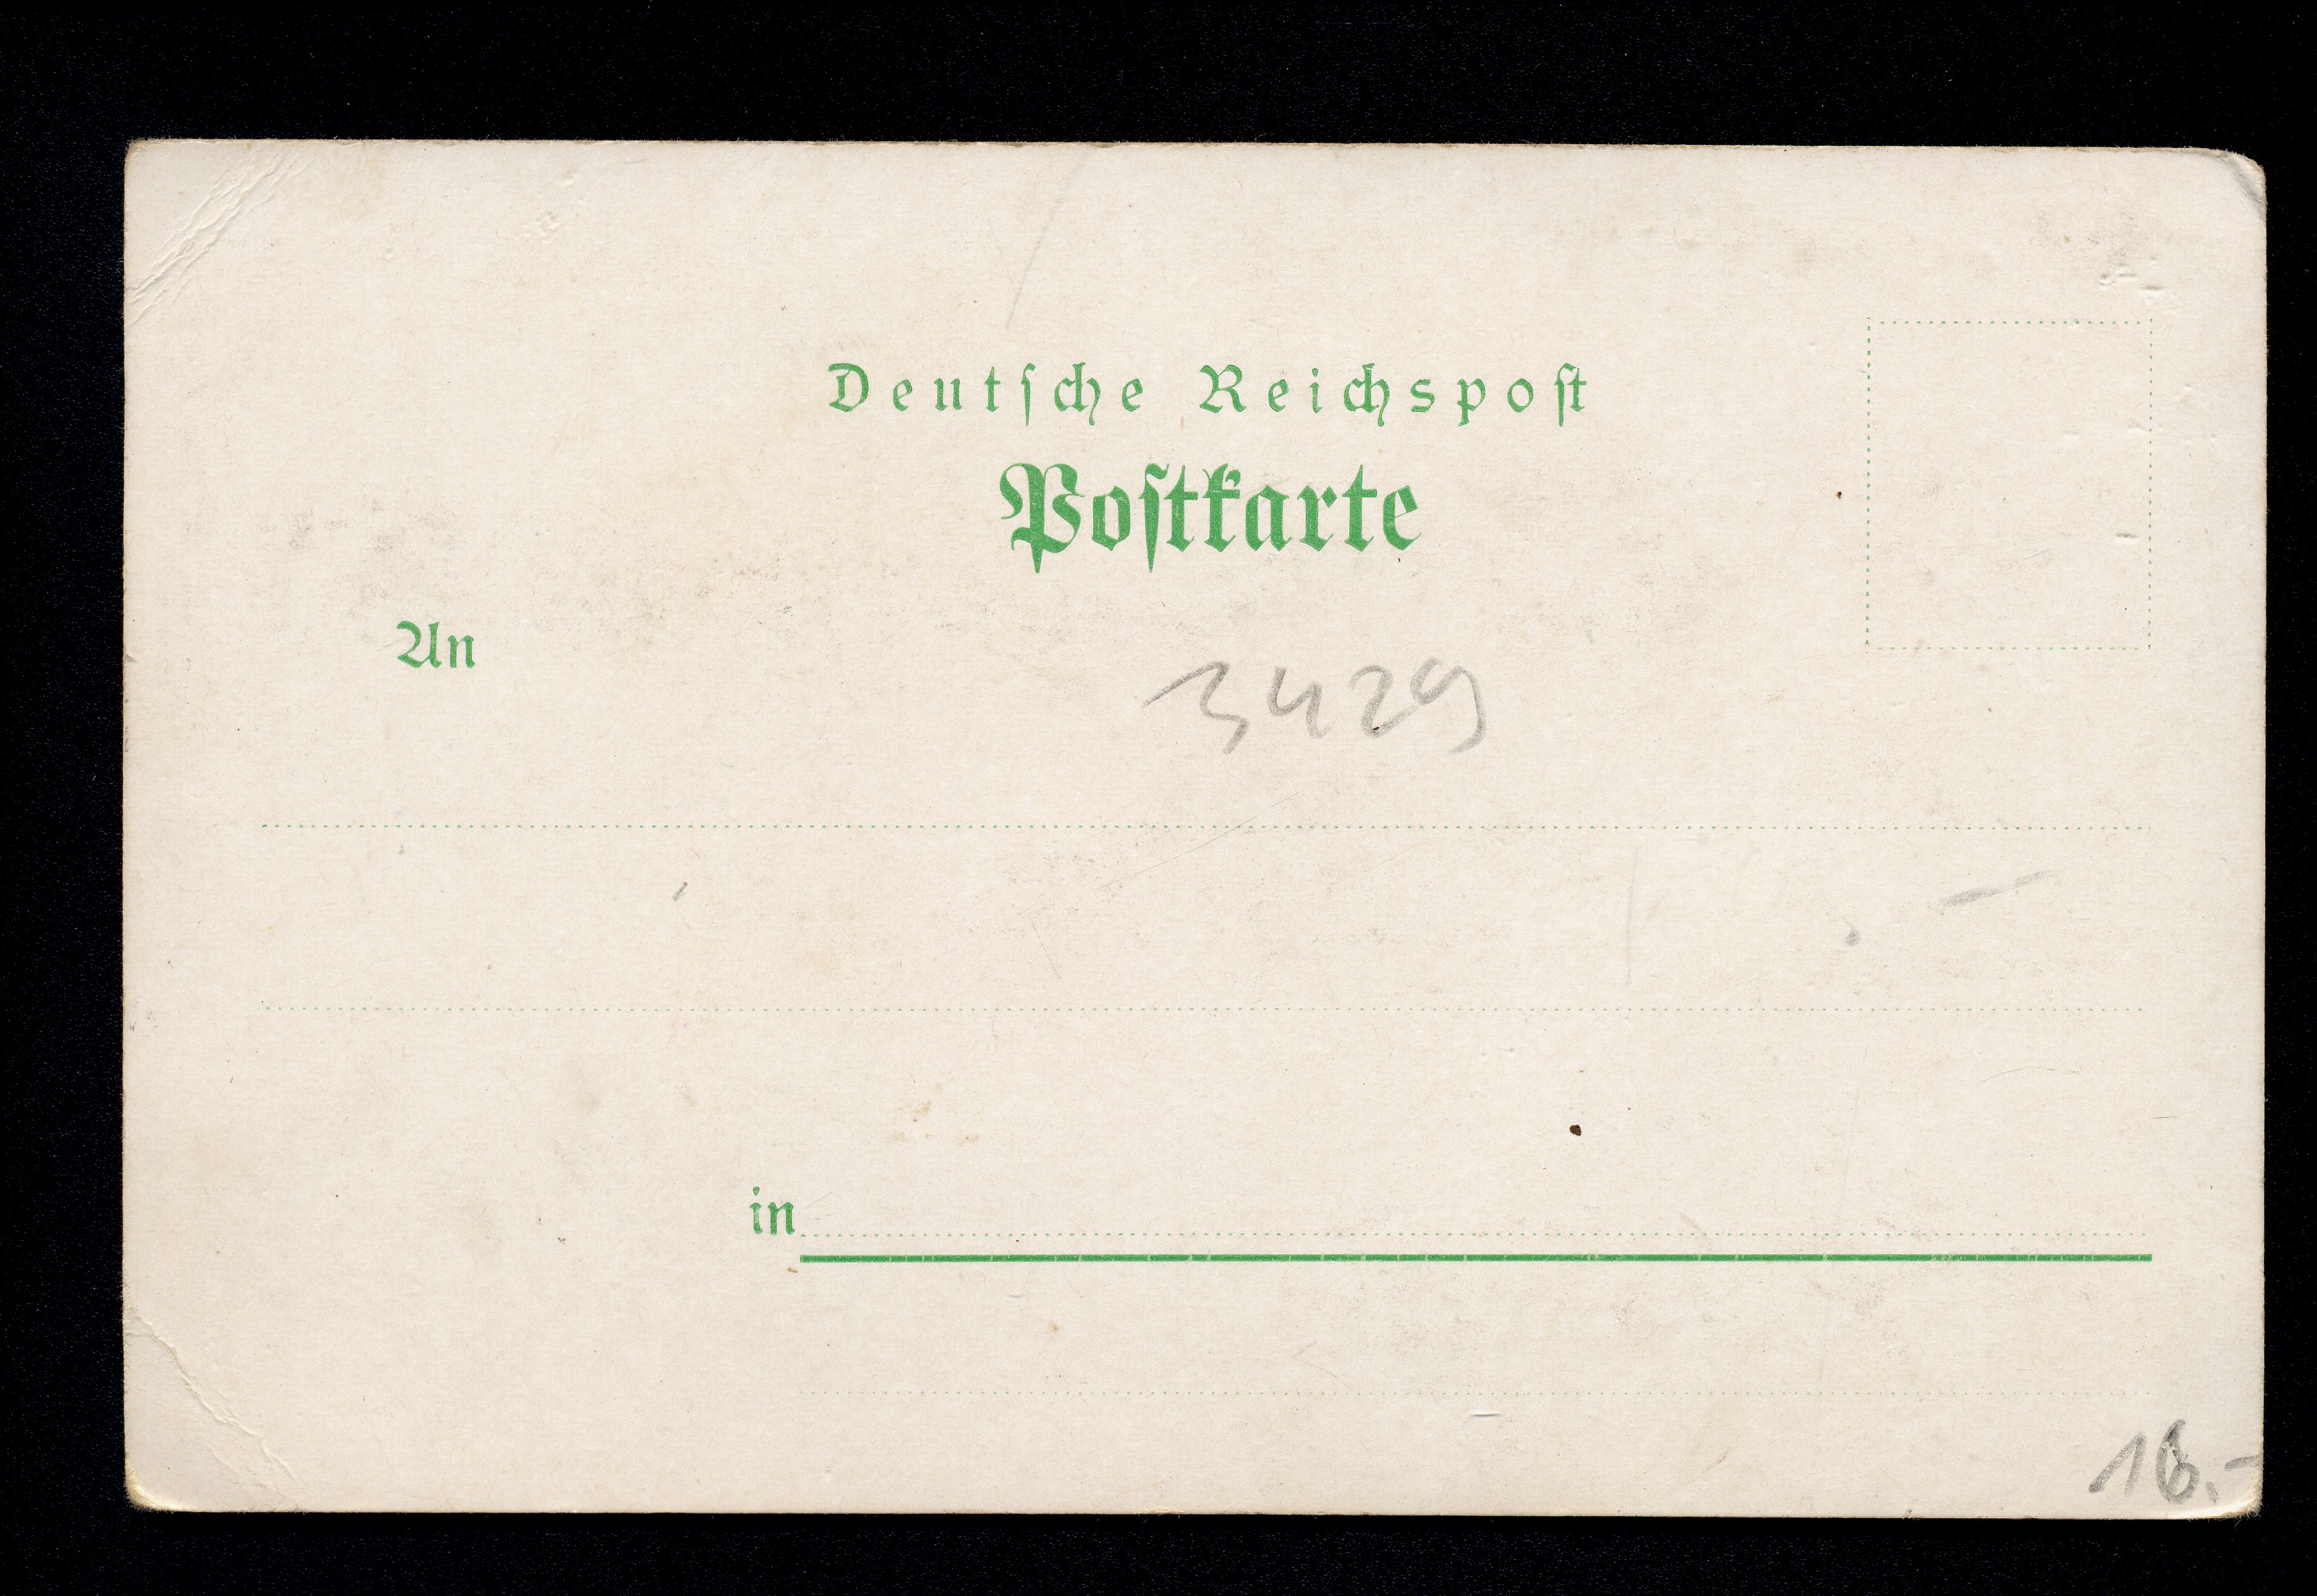 Deutſche Reichspoſt
Poſtkarte
An
3429
in
16.-